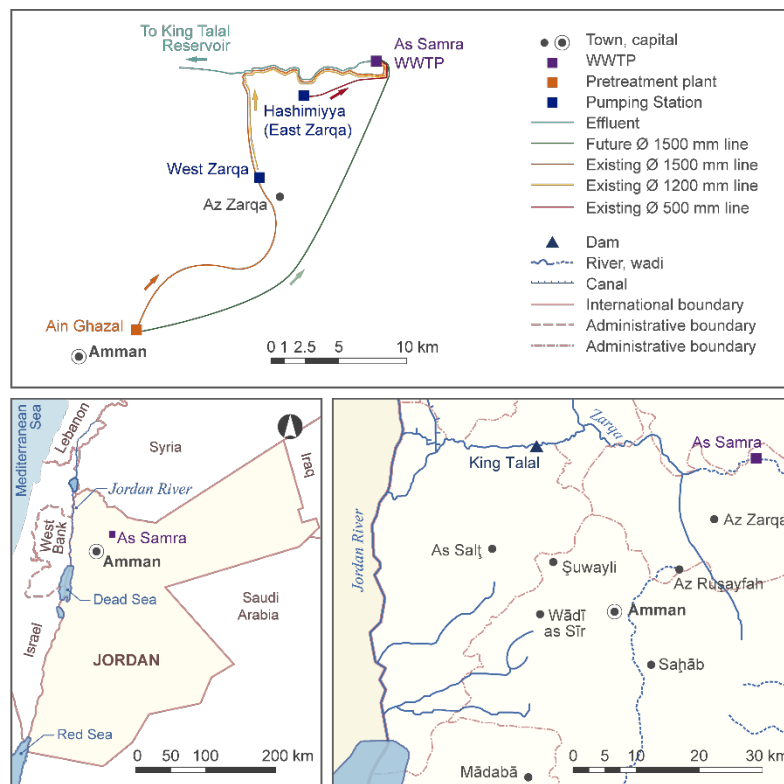 To King Talal
Reservoir
As Samra
WWTP
Hashimiyya
(East Zarqa)
West Zarqa
Az Zarqa
Ain Ghazal
Amman
0 1 2.5 5 10 km
Town, capital
WWTP
Pretreatment plant
Pumping Station
Effluent
Future Ø 1500 mm line
Existing Ø 1500 mm line
Existing Ø 1200 mm line
Existing Ø 500 mm line
Dam
River, wadi
Canal
International boundary
Administrative boundary
Administrative boundary
Mediterranean Sea
Lebanon
Syria
Iraq
Jordan River
West
Bank
As Samra
Amman
Dead Sea
Saudi
Arabia
Israel
JORDAN
Red Sea
0 50 100 200 km
Zarqa
As Samra
King Talal
Jordan River
Az Zarqa
As Salţ
Şuwayli
Az Ruşayfah
Amman
Wādī
as Sīr
Saḩāb
Mādabā
0 10 20 30 km